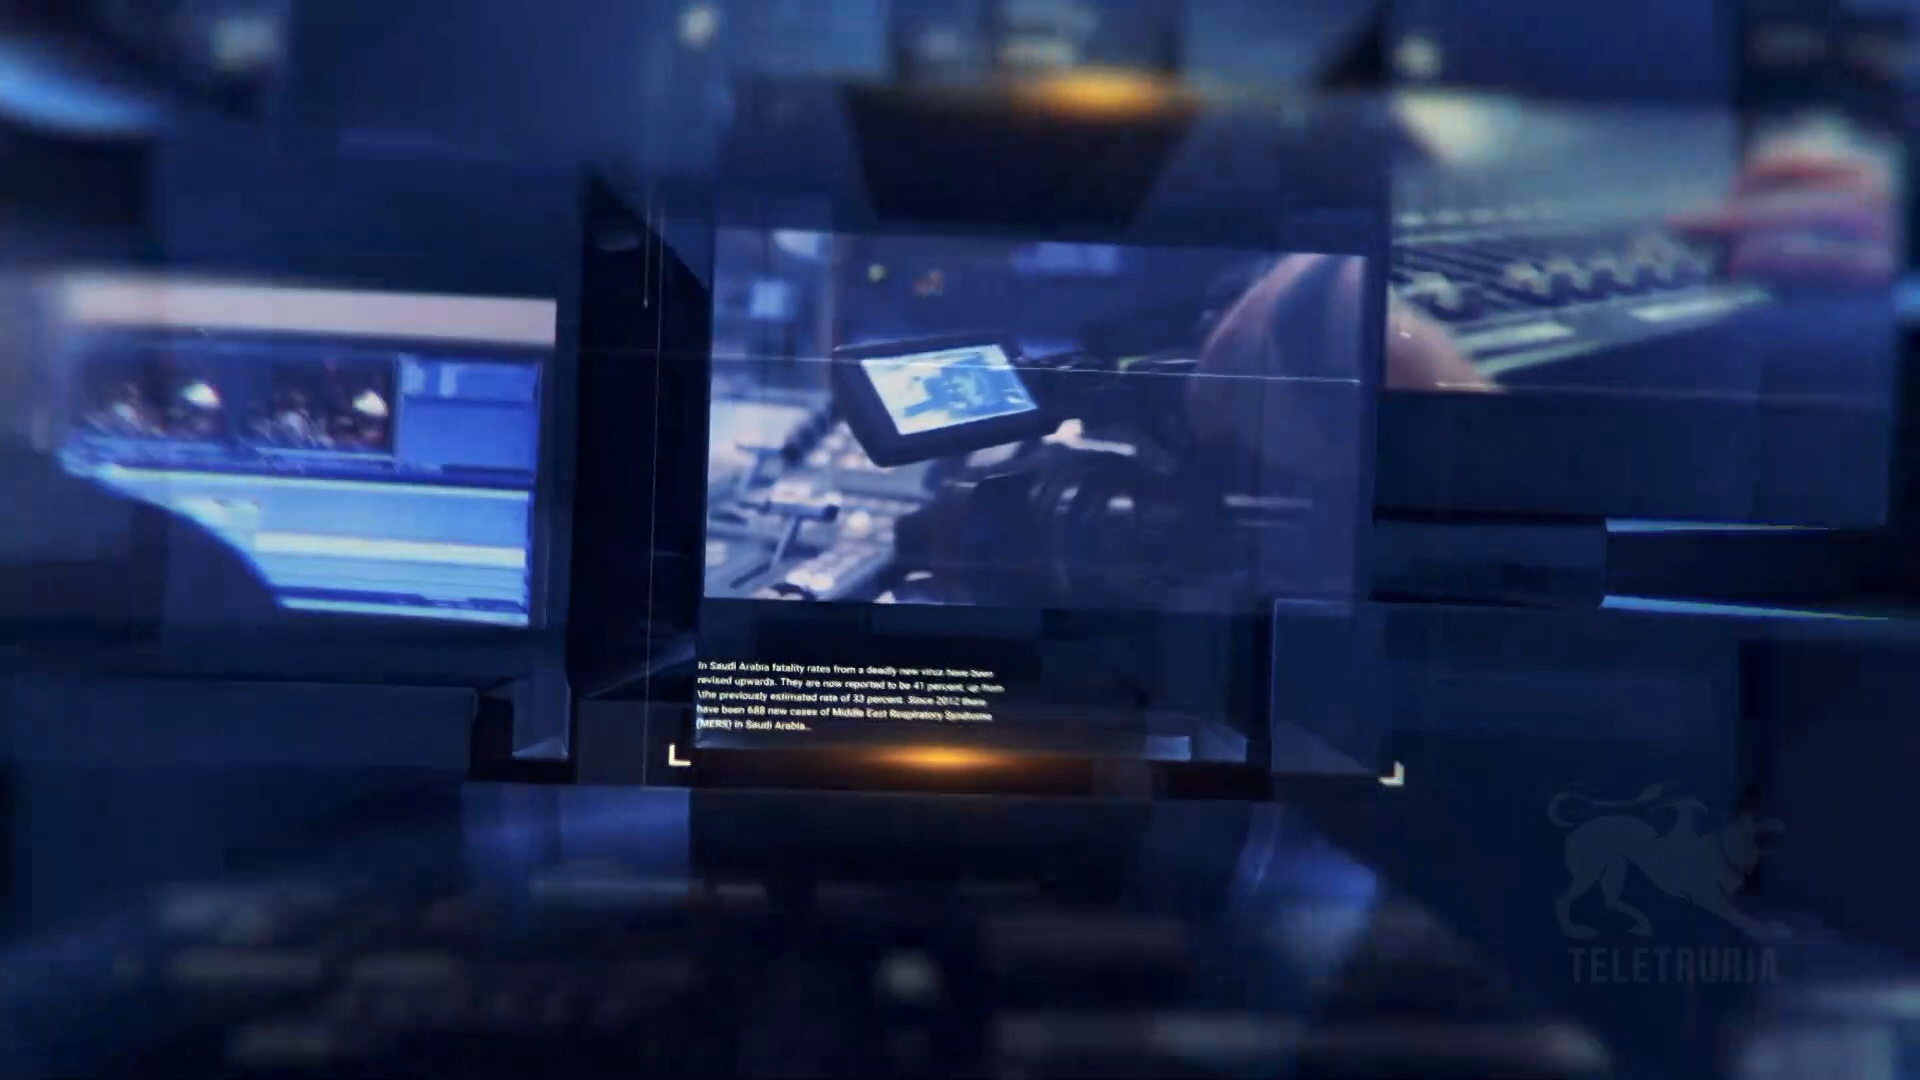 In Saudi Arabia fatality rates from a deadly new virus have been
revised upwards. They are now reported to be 41 percent, up from
\the previously estimated rate of 33 percent. Since 2012 there
have been 688 new cases of Middle East Respiratory Syndrome
(MERS) in Saudi Arabia...
TELETRURIA